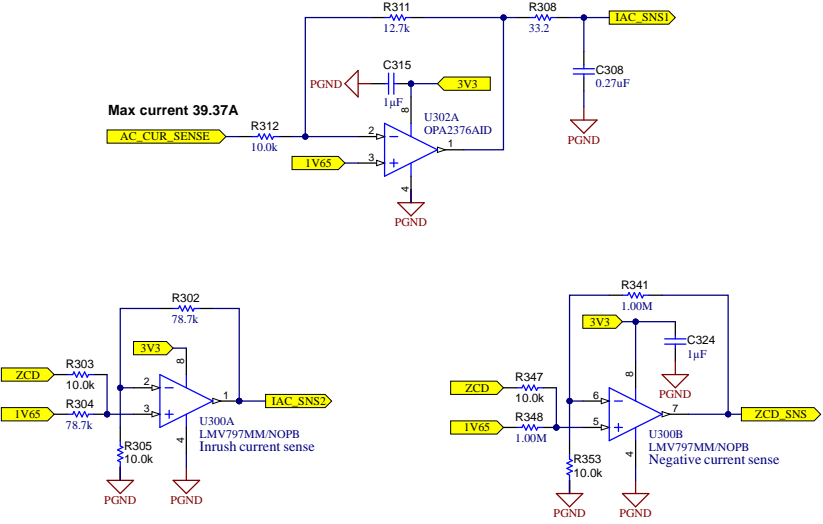 R311
12.7k
R308
33.2
IAC_SNS1
C315
PGND
1µF
3V3
C308
0.27uF
PGND
Max current 39.37A
U302A
OPA2376AID
8
R312
AC_CUR_SENSE
10.0k
2
1
1V65
3
4
PGND
R302
78.7k
3V3
8
R303
ZCD
10.0k
2
1
IAC_SNS2
R304
1V65
78.7k
3
U300A
LMV797MM/NOPB
Inrush current sense
4
R305
10.0k
PGND
PGND
R341
1.00M
3V3
C324
1µF
8
PGND
R347
ZCD
10.0k
6
7
ZCD_SNS
R348
1V65
1.00M
5
U300B
LMV797MM/NOPB
Negative current sense
4
R353
10.0k
PGND
PGND